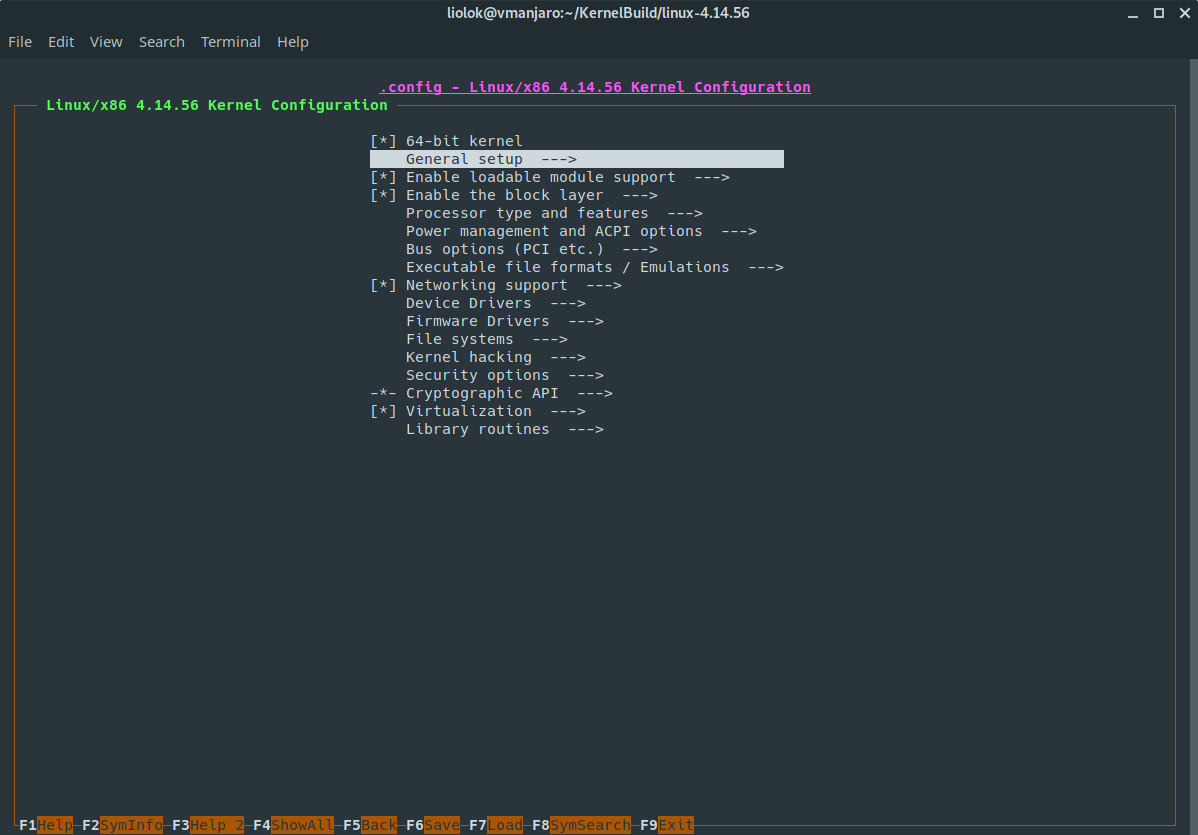 liolok@vmanjaro:~/KernelBuild/linux-4.14.56
File Edit View Search Terminal Help
.config - Linux/x86 4.14.56 Kernel Configuration
Linux/x86 4.14.56 Kernel Configuration
[*] 64-bit kernel
General setup --->
[*] Enable loadable module support --->
[*] Enable the block layer --->
Processor type and features --->
Power management and ACPI options --->
Bus options (PCI etc.) --->
Executable file formats / Emulations --->
[*] Networking support --->
Device Drivers --->
Firmware Drivers --->
File systems --->
Kernel hacking --->
Security options --->
-*- Cryptographic API --->
[*] Virtualization --->
Library routines --->
F1Help F2SymInfo F3Help 2 F4ShowAll F5Back F6Save F7Load F8SymSearch F9Exit